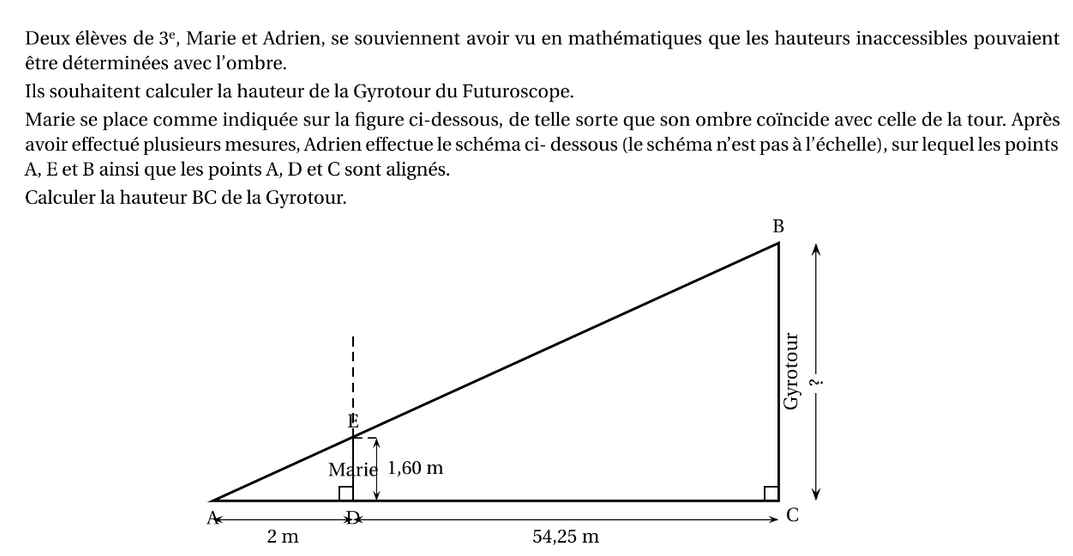 Deux élèves de 3e, Marie et Adrien, se souviennent avoir vu en mathématiques que les hauteurs inaccessibles pouvaient
être déterminées avec l'ombre.
Ils souhaitent calculer la hauteur de la Gyrotour du Futuroscope.
Marie se place comme indiquée sur la figure ci-dessous, de telle sorte que son ombre coïncide avec celle de la tour. Après
avoir effectué plusieurs mesures, Adrien effectue le schéma ci- dessous (le schéma n'est pas à l'échelle), sur lequel les points
A, E et B ainsi que les points A, D et C sont alignés.
Calculer la hauteur BC de la Gyrotour.
B
Gyrotour
?
E
Marie 1,60 m
A
D
C
2 m
54,25 m